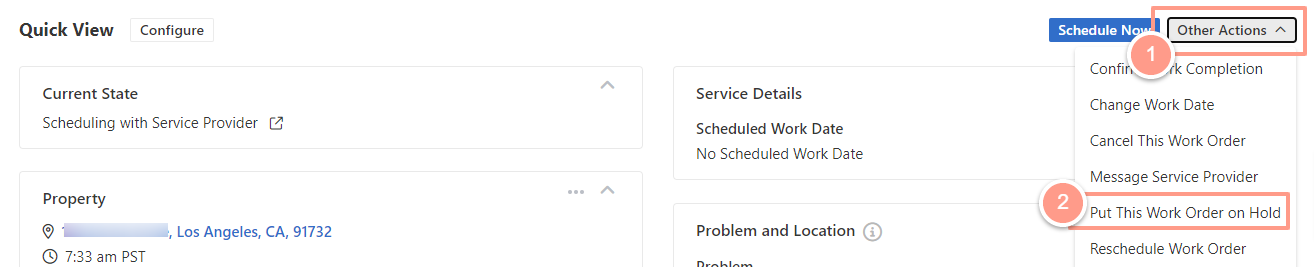 Quick View
Configure
Schedule Now
Other Actions
1
Confirm Work Completion
Change Work Date
Cancel This Work Order
Message Service Provider
2
Put This Work Order on Hold
Reschedule Work Order
Current State
Scheduling with Service Provider
Property
, Los Angeles, CA, 91732
7:33 am PST
Service Details
Scheduled Work Date
No Scheduled Work Date
Problem and Location
Problem